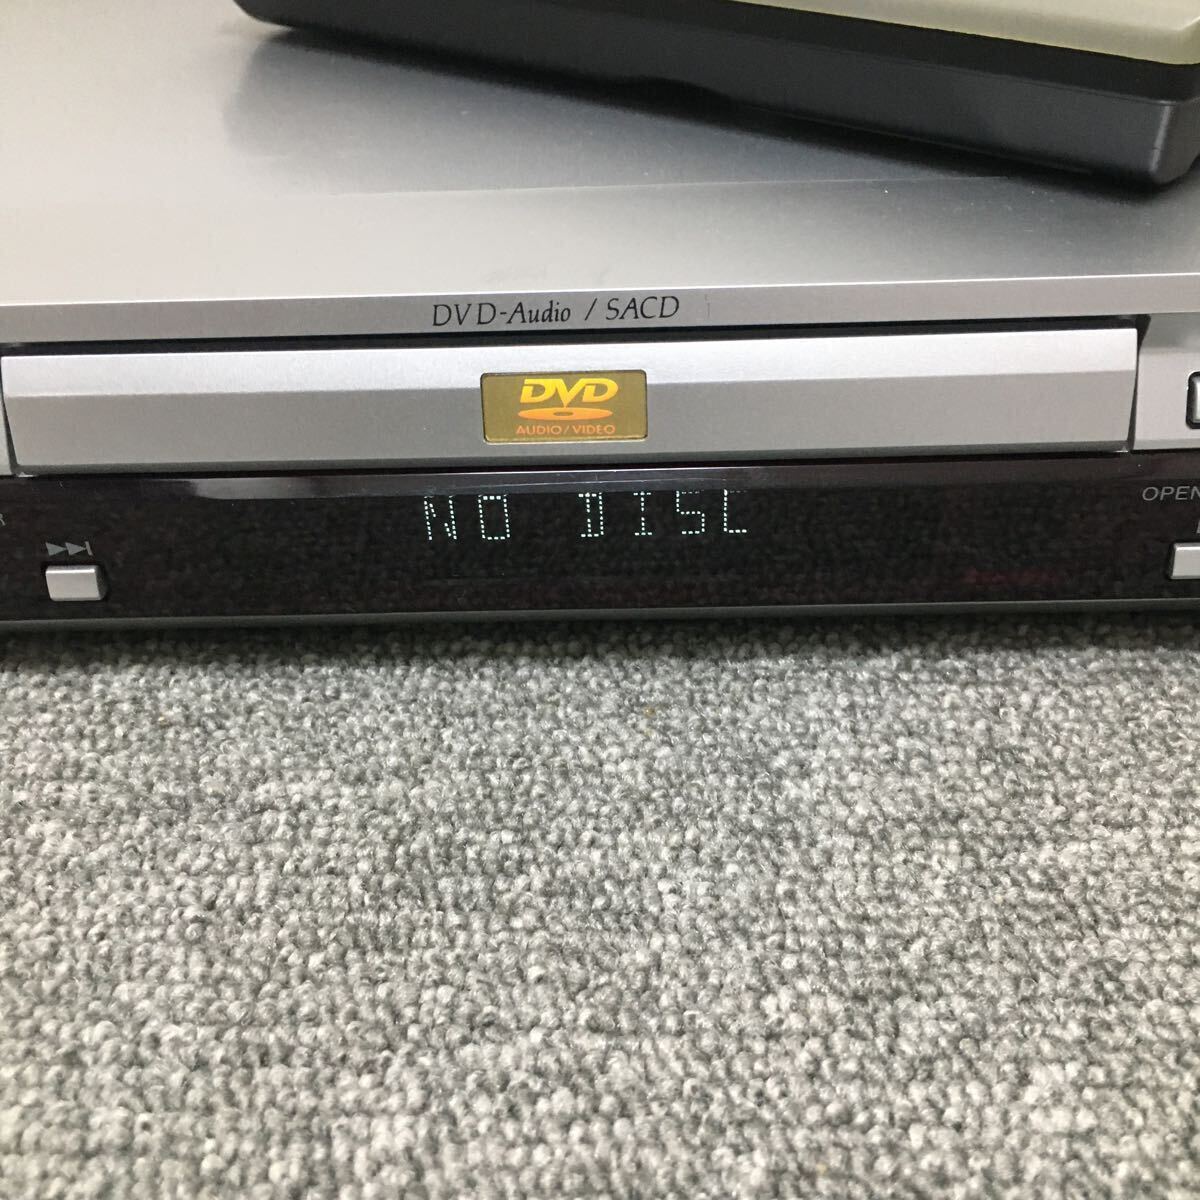 DVD-Audio / SACD
DVD
AUDIO/VIDEO
NO DISC
OPEN